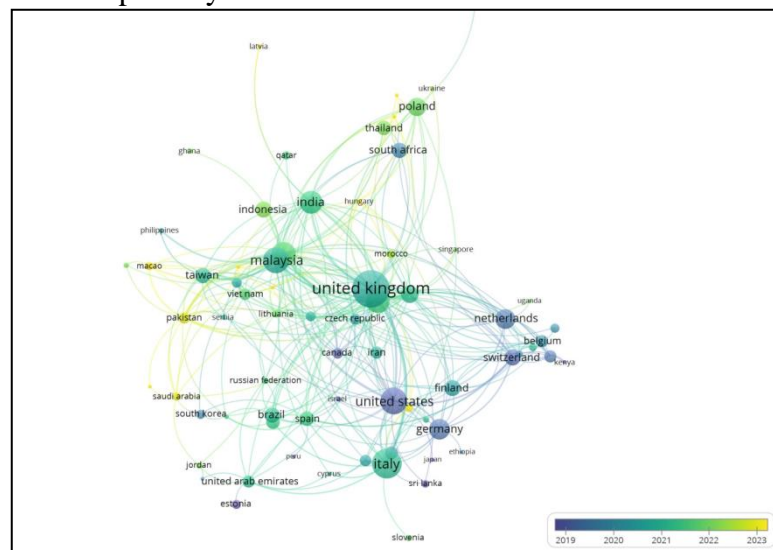 latvia
ukraine
poland
thailand
south africa
ghana
qatar
india
indonesia
hungary
philippines
morocco
singapore
malaysia
macao
taiwan
united kingdom
viet nam
uganda
pakistan
serbia
lithuania
czech republic
netherlands
belgium
canada
iran
switzerland
kenya
russian federation
saudi arabia
israel
united states
finland
south korea
brazil
spain
germany
peru
italy
japan
ethiopia
jordan
cyprus
united arab emirates
sri lanka
estonia
slovenia
2019 2020 2021 2022 2023